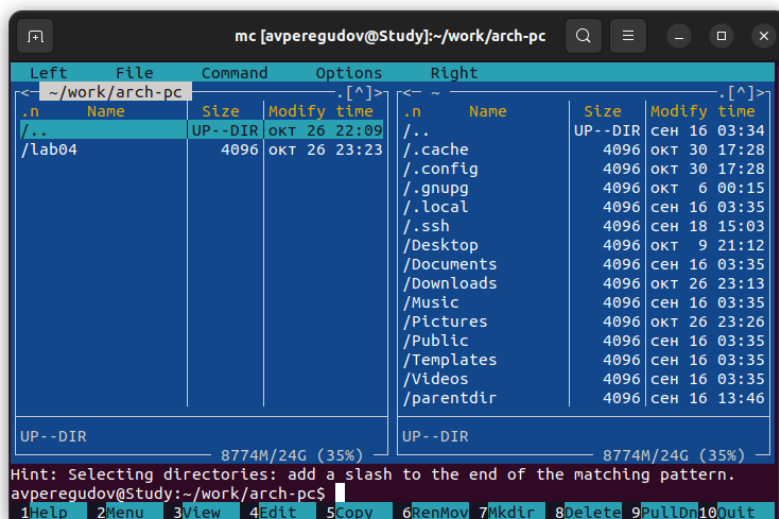 mc [avperegudov@Study]:~/work/arch-pc
Left File Command Options Right
<- ~/work/arch-pc .[^]>
.n Name Size Modify time
/.. UP--DIR окт 26 22:09
/lab04 4096 окт 26 23:23
UP--DIR
8774M/24G (35%)
<- ~ .[^]>
.n Name Size Modify time
/.. UP--DIR сен 16 03:34
/.cache 4096 окт 30 17:28
/.config 4096 окт 30 17:28
/.gnupg 4096 окт 6 00:15
/.local 4096 сен 16 03:35
/.ssh 4096 сен 18 15:03
/Desktop 4096 окт 9 21:12
/Documents 4096 сен 16 03:35
/Downloads 4096 окт 26 23:13
/Music 4096 сен 16 03:35
/Pictures 4096 окт 26 23:26
/Public 4096 сен 16 03:35
/Templates 4096 сен 16 03:35
/Videos 4096 сен 16 03:35
/parentdir 4096 сен 16 13:46
UP--DIR
8774M/24G (35%)
Hint: Selecting directories: add a slash to the end of the matching pattern.
avperegudov@Study:~/work/arch-pc$
1Help 2Menu 3View 4Edit 5Copy 6RenMov 7Mkdir 8Delete 9PullDn 10Quit